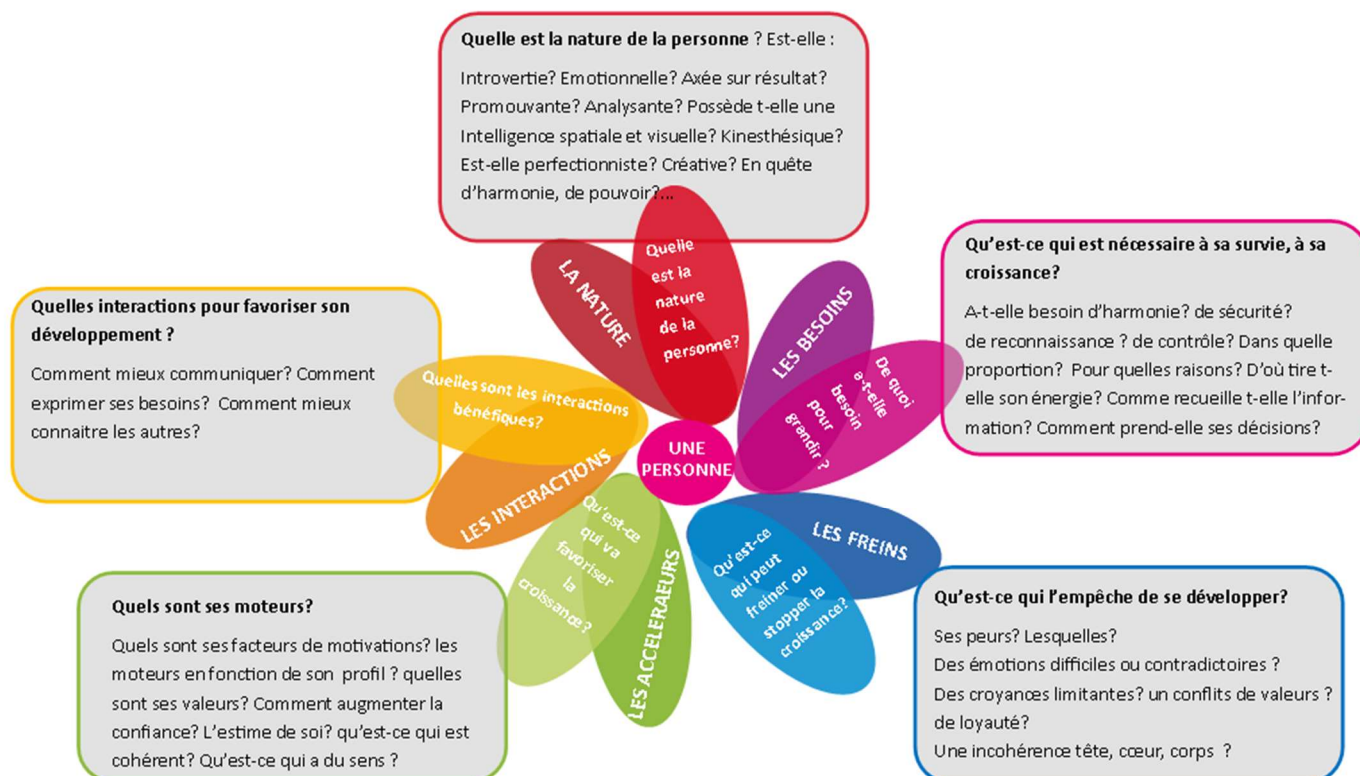 Quelle est la nature de la personne ? Est-elle :
Introvertie? Emotionnelle? Axée sur résultat?
Promouvante? Analysante? Possède t-elle une
Intelligence spatiale et visuelle? Kinesthésique?
Est-elle perfectionniste? Créative? En quête
d'harmonie, de pouvoir?...
LA NATURE
Quelle
est la
nature
de la
personne?
LES BESOINS
De quoi
a-t-elle
besoin
pour
grandir ?
Qu'est-ce qui est nécessaire à sa survie, à sa
croissance?
A-t-elle besoin d'harmonie? de sécurité?
de reconnaissance ? de contrôle? Dans quelle
proportion? Pour quelles raisons? D'où tire t-
elle son énergie? Comme recueille t-elle l'infor-
mation? Comment prend-elle ses décisions?
Quelles interactions pour favoriser son
développement ?
Comment mieux communiquer? Comment
exprimer ses besoins? Comment mieux
connaitre les autres?
Quelles sont les interactions
bénéfiques?
LES INTERACTIONS
UNE
PERSONNE
LES FREINS
Qu'est-ce
qui peut
freiner ou
stopper la
croissance?
Qu'est-ce
qui va
favoriser
la
croissance?
LES ACCELERAEURS
Quels sont ses moteurs?
Quels sont ses facteurs de motivations? les
moteurs en fonction de son profil ? quelles
sont ses valeurs? Comment augmenter la
confiance? L'estime de soi? qu'est-ce qui est
cohérent? Qu'est-ce qui a du sens ?
Qu'est-ce qui l'empêche de se développer?
Ses peurs? Lesquelles?
Des émotions difficiles ou contradictoires ?
Des croyances limitantes? un conflits de valeurs ?
de loyauté?
Une incohérence tête, cœur, corps ?